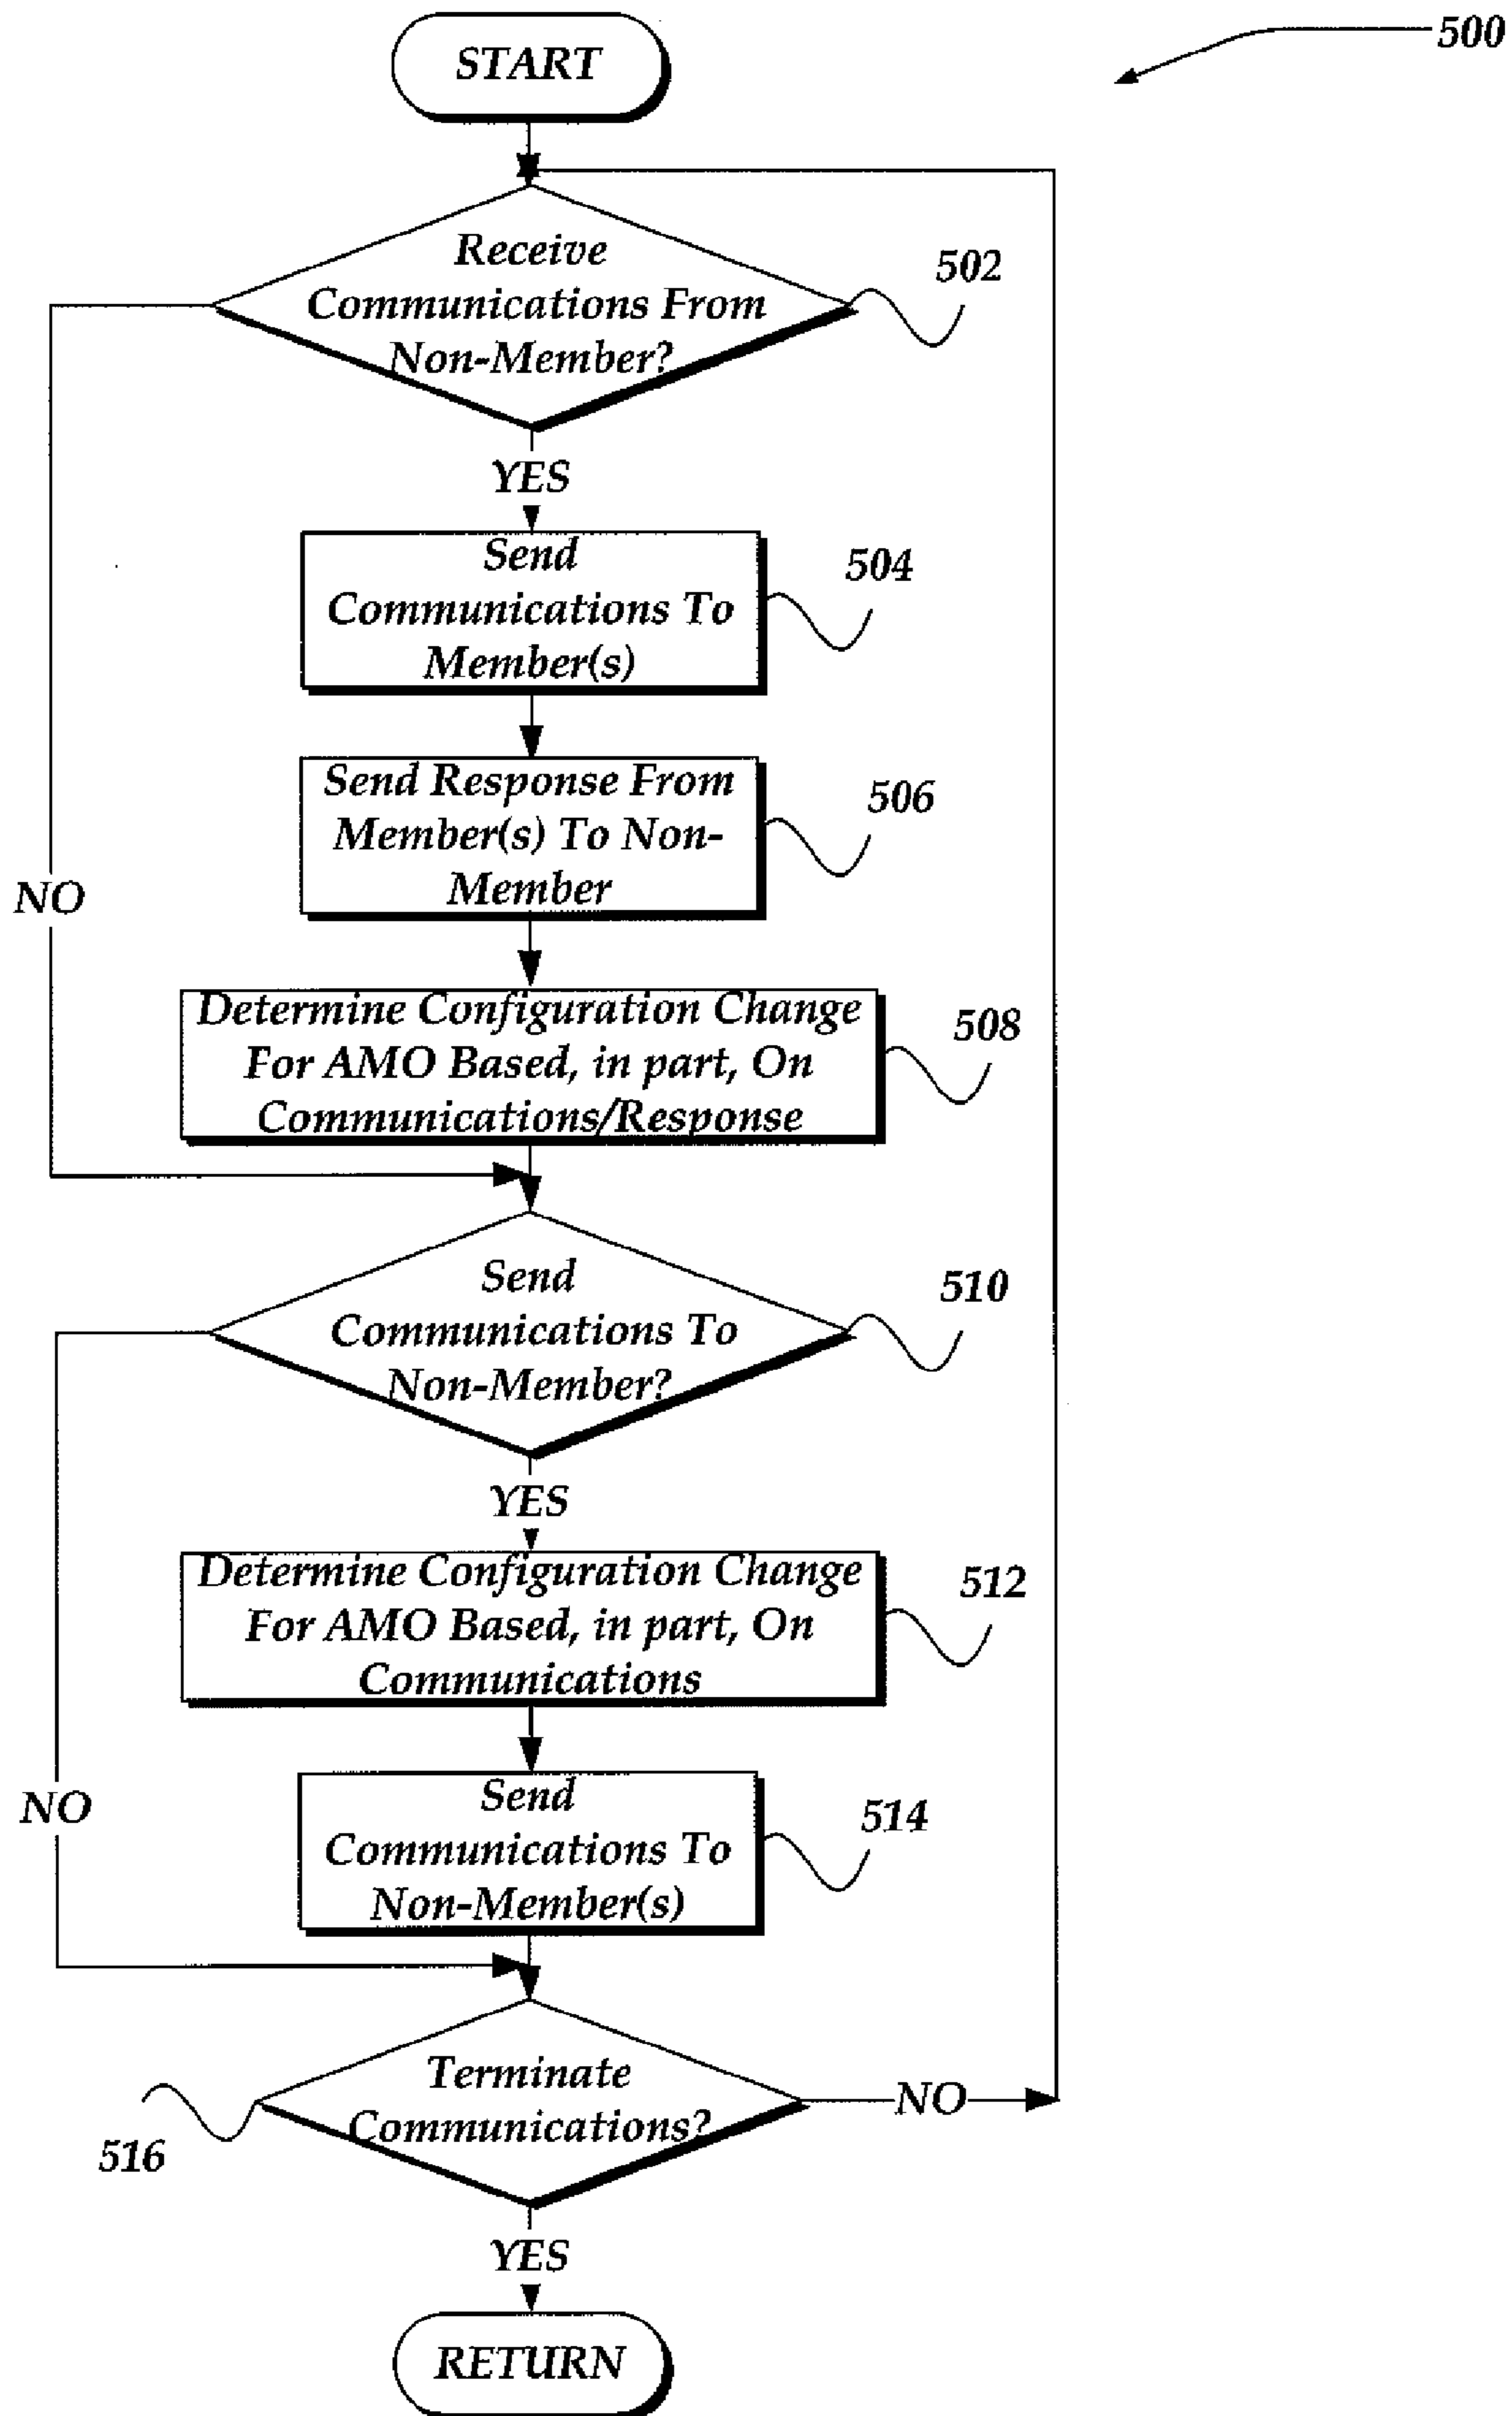 500
START
Receive
Communications From
Non-Member?
502
YES
Send
Communications To
Member(s)
504
Send Response From
Member(s) To Non-
Member
506
NO
Determine Configuration Change
For AMO Based, in part, On
Communications/Response
508
Send
Communications To
Non-Member?
510
YES
Determine Configuration Change
For AMO Based, in part, On
Communications
512
Send
Communications To
Non-Member(s)
514
NO
Terminate
Communications?
NO
516
YES
RETURN